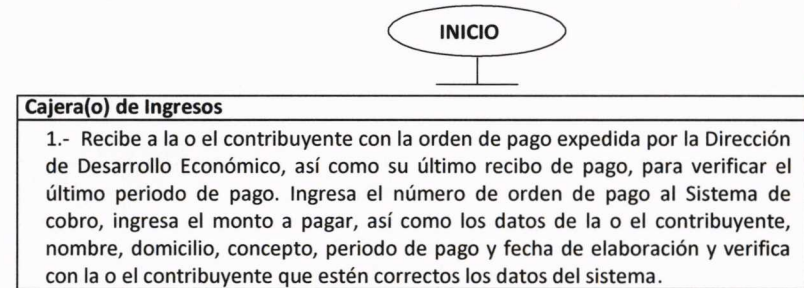 INICIO
Cajera(o) de Ingresos
1.- Recibe a la o el contribuyente con la orden de pago expedida por la Dirección
de Desarrollo Económico, así como su último recibo de pago, para verificar el
último periodo de pago. Ingresa el número de orden de pago al Sistema de
cobro, ingresa el monto a pagar, así como los datos de la o el contribuyente,
nombre, domicilio, concepto, periodo de pago y fecha de elaboración y verifica
con la o el contribuyente que estén correctos los datos del sistema.